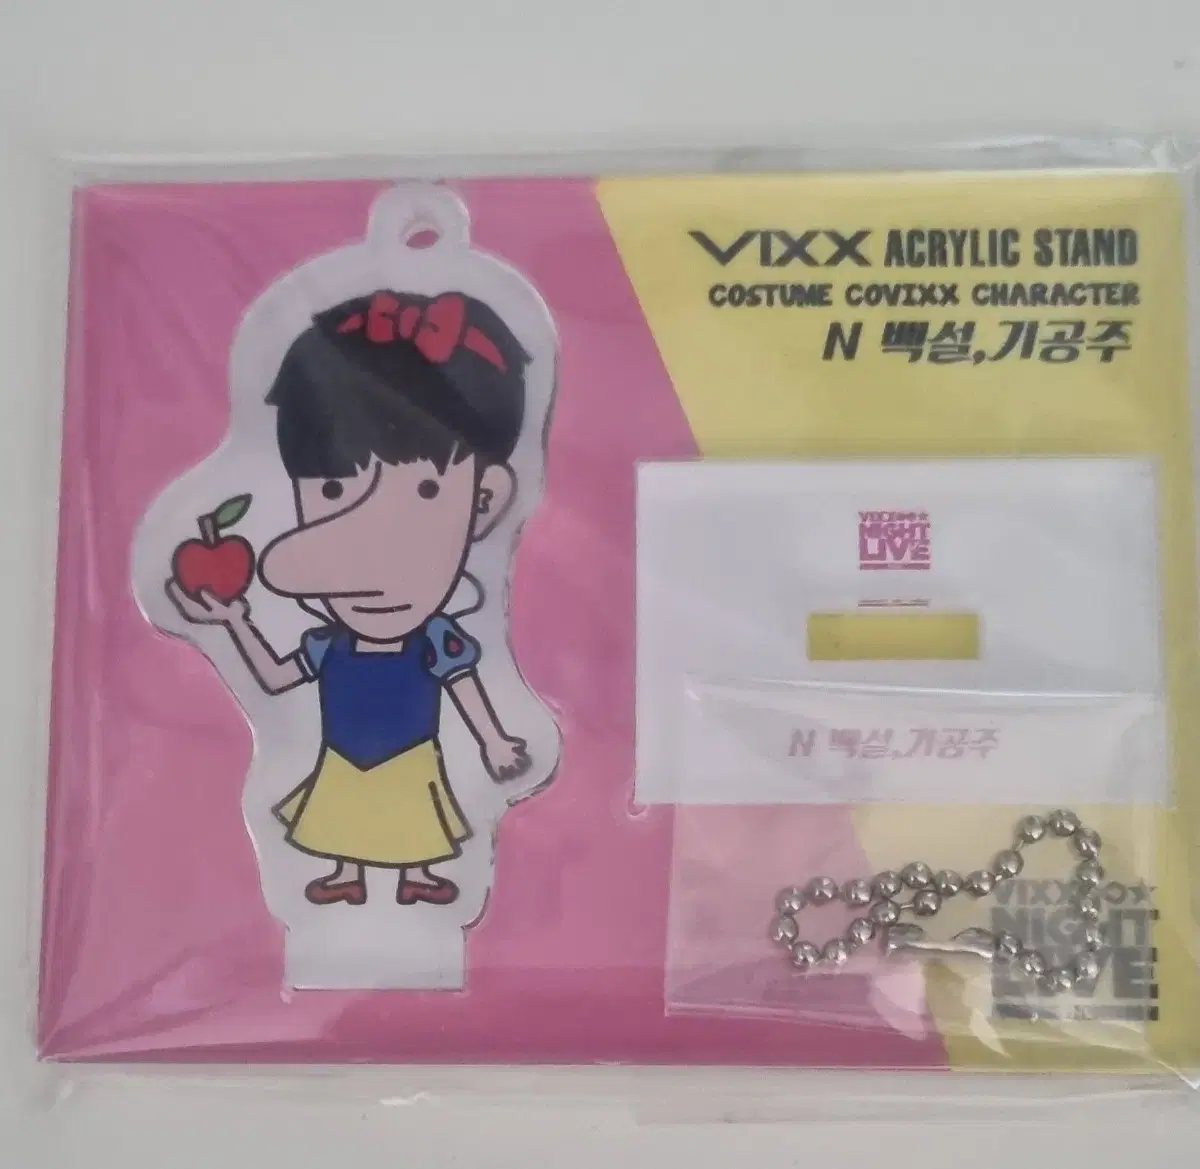 VIXX ACRYLIC STAND
COSTUME COVIXX CHARACTER
N 백설,기공주
VIXX
NIGHT
LIVE
N 백설,기공주
VIXX
NIGHT
LIVE